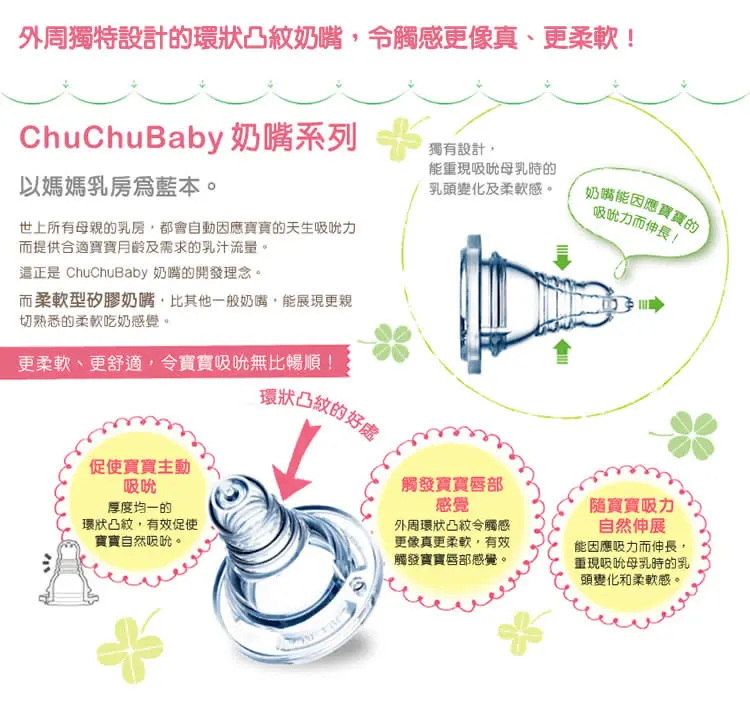 外周獨特設計的環狀凸紋奶嘴，令觸感更像真、更柔軟！
ChuChuBaby 奶嘴系列
以媽媽乳房為藍本。
世上所有母親的乳房，都會自動因應寶寶的天生吸吮力
而提供合適寶寶月齡及需求的乳汁流量。
這正是 ChuChuBaby 奶嘴的開發理念。
而柔軟型矽膠奶嘴，比其他一般奶嘴，能展現更親
切熟悉的柔軟吃奶感覺。
更柔軟、更舒適，令寶寶吸吮無比暢順！
獨有設計，
能重現吸吮母乳時的
乳頭變化及柔軟感。
奶嘴能因應寶寶的
吸吮力而伸長！
環狀凸紋的好處
促使寶寶主動
吸吮
厚度均一的
環狀凸紋，有效促使
寶寶自然吸吮。
觸發寶寶唇部
感覺
外周環狀凸紋令觸感
更像真更柔軟，有效
觸發寶寶唇部感覺。
隨寶寶吸力
自然伸展
能因應吸力而伸長，
重現吸吮母乳時的乳
頭變化和柔軟感。